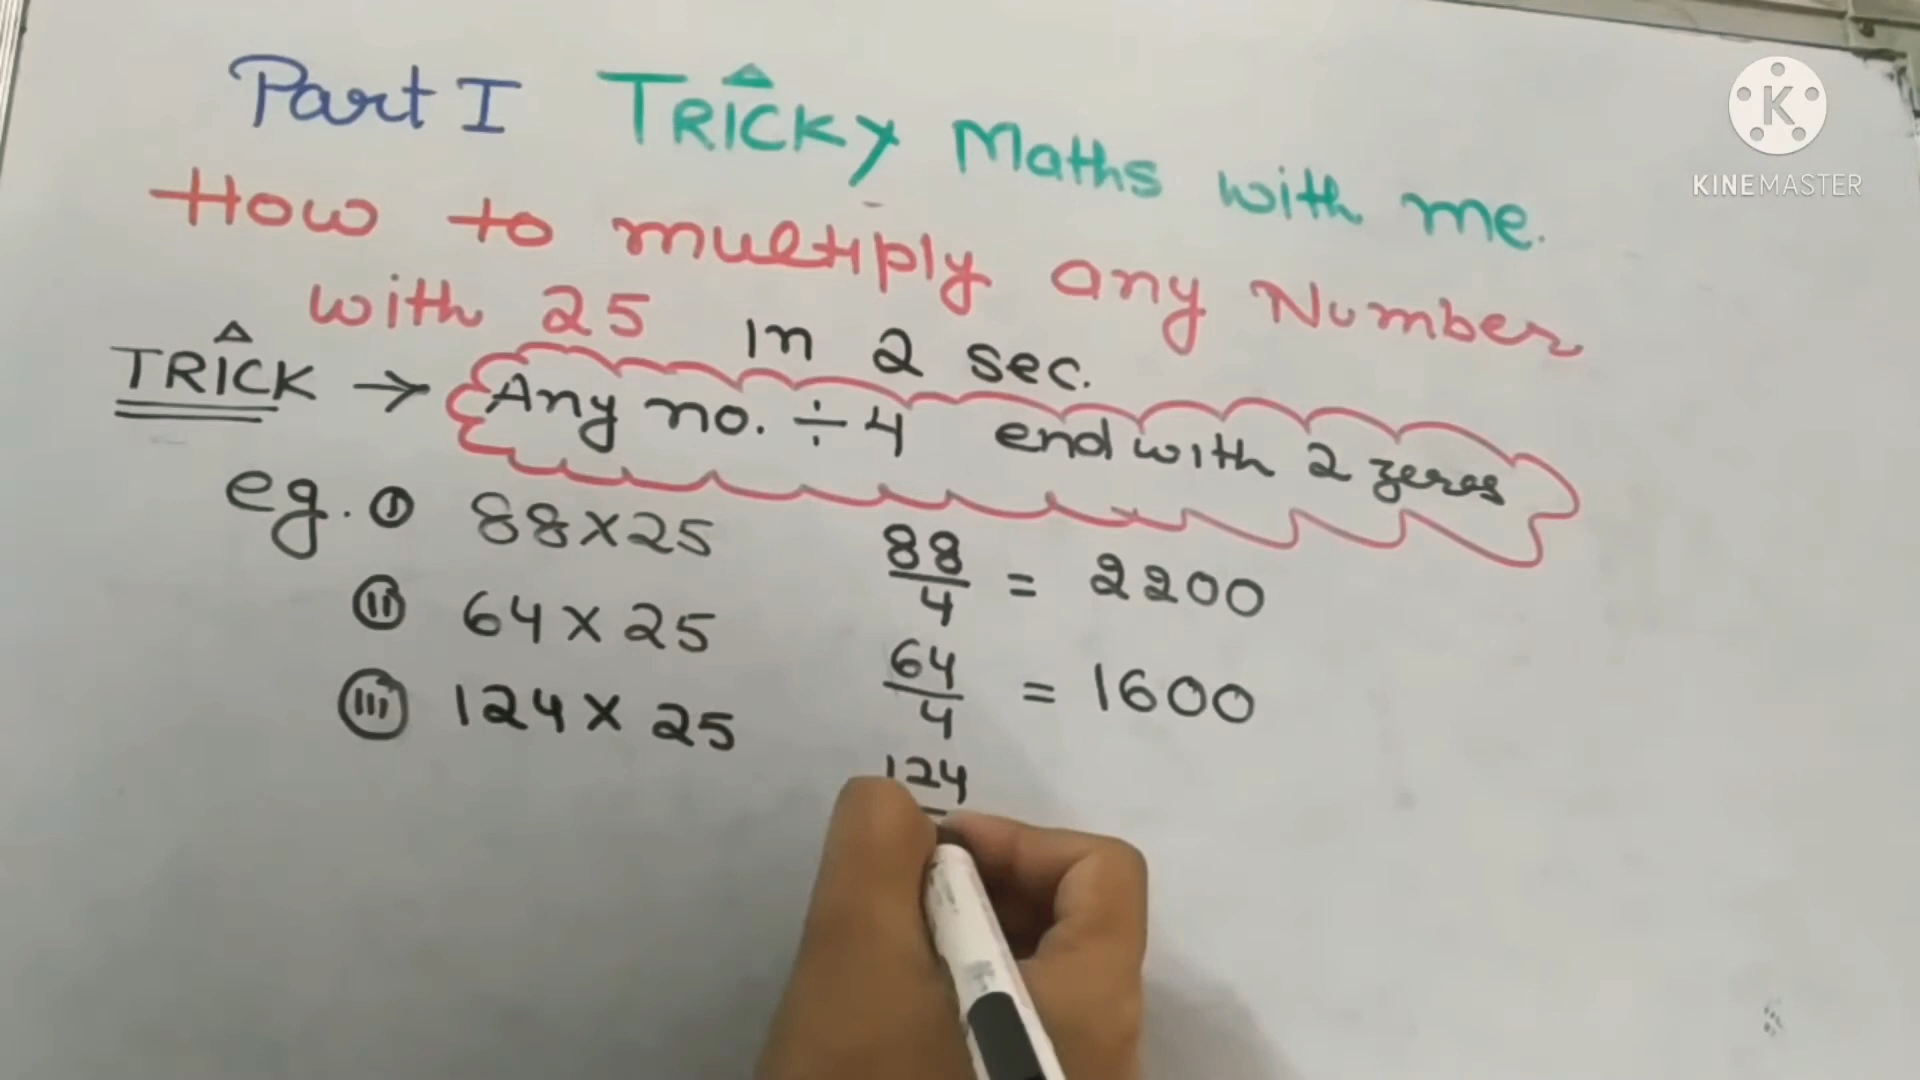 Part I TRICKY Maths with me.
How to multiply any Number
with 25 In 2 sec.
TRICK → Any no. ÷ 4 end with 2 zeros
eg. (i) 88×25 88/4 = 2200
(ii) 64×25 64/4 = 1600
(iii) 124×25 124
K
KINEMASTER